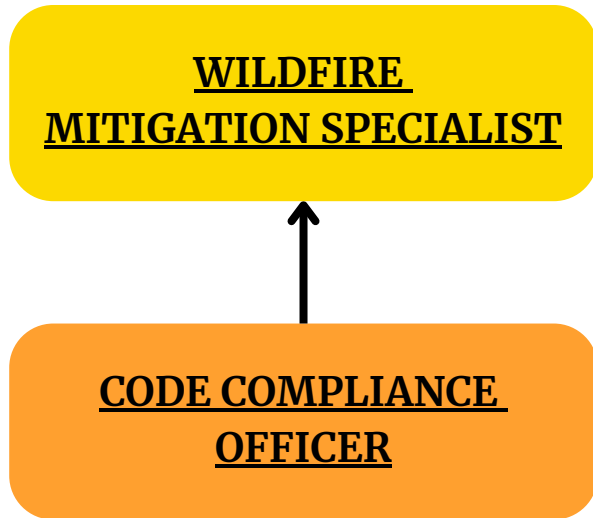 WILDFIRE
MITIGATION SPECIALIST
CODE COMPLIANCE
OFFICER